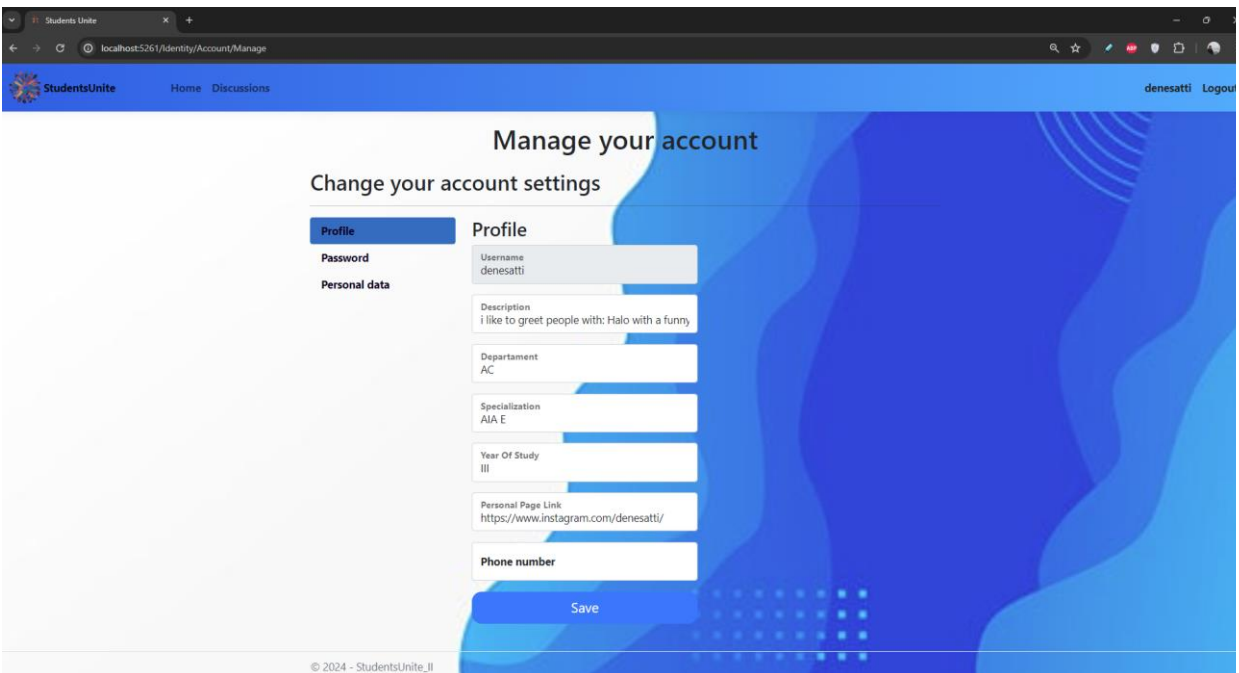 Students Unite
localhost:5261/Identity/Account/Manage
ABP
StudentsUnite Home Discussions denesatti Logout
Manage your account
Change your account settings
Profile
Password
Personal data
Profile
Username
denesatti
Description
i like to greet people with: Halo with a funny
Departament
AC
Specialization
AIA E
Year Of Study
III
Personal Page Link
https://www.instagram.com/denesatti/
Phone number
Save
© 2024 - StudentsUnite_II